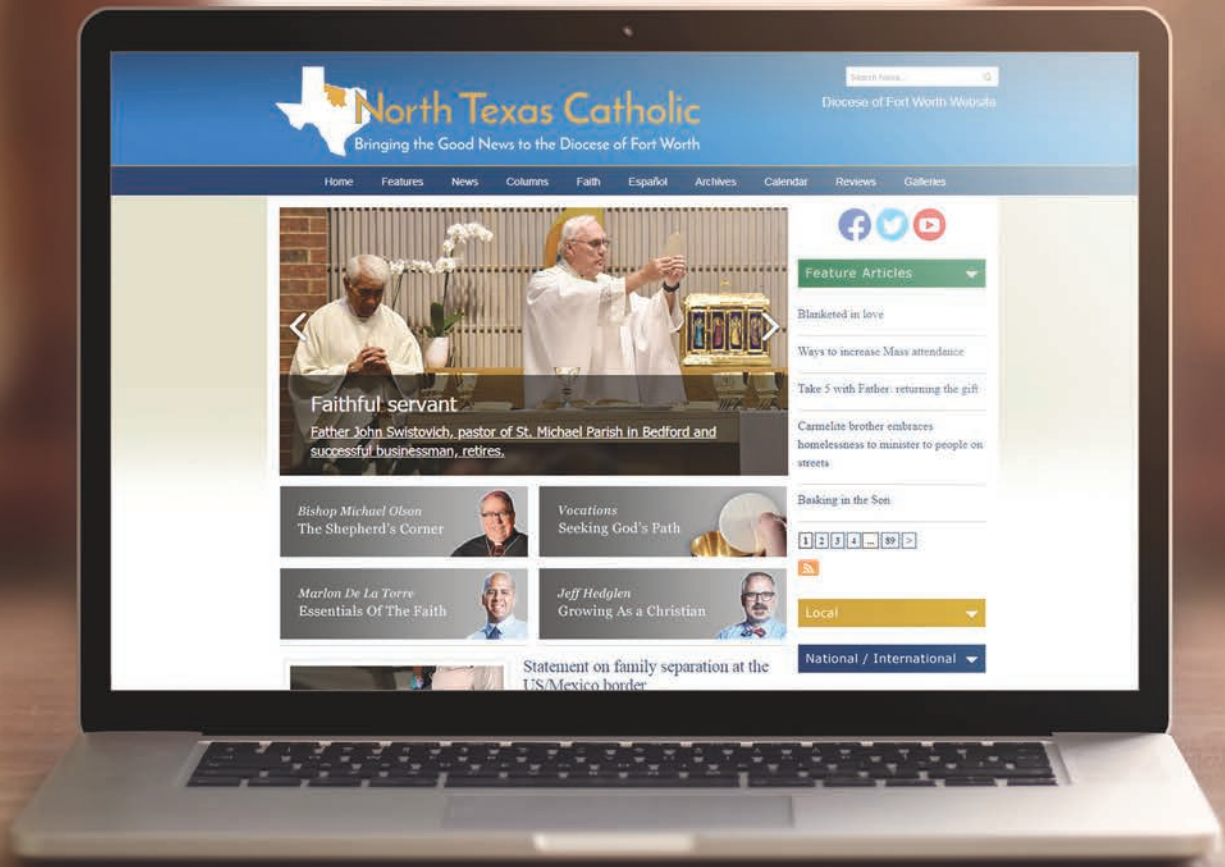 North Texas Catholic
Bringing the Good News to the Diocese of Fort Worth
Diocese of Fort Worth Website
Home Features News Columns Faith Español Archives Calendar Reviews Galleries
Faithful servant
Father John Swistovich, pastor of St. Michael Parish in Bedford and
successful businessman, retires.
Bishop Michael Olson
The Shepherd's Corner
Vocations
Seeking God's Path
Marlon De La Torre
Essentials Of The Faith
Jeff Hedglen
Growing As a Christian
Statement on family separation at the
US/Mexico border
Feature Articles
Blanketed in love
Ways to increase Mass attendance
Take 5 with Father: returning the gift
Carmelite brother embraces
homelessness to minister to people on
streets
Basking in the Son
1 2 3 4 ... 89 >
Local
National / International